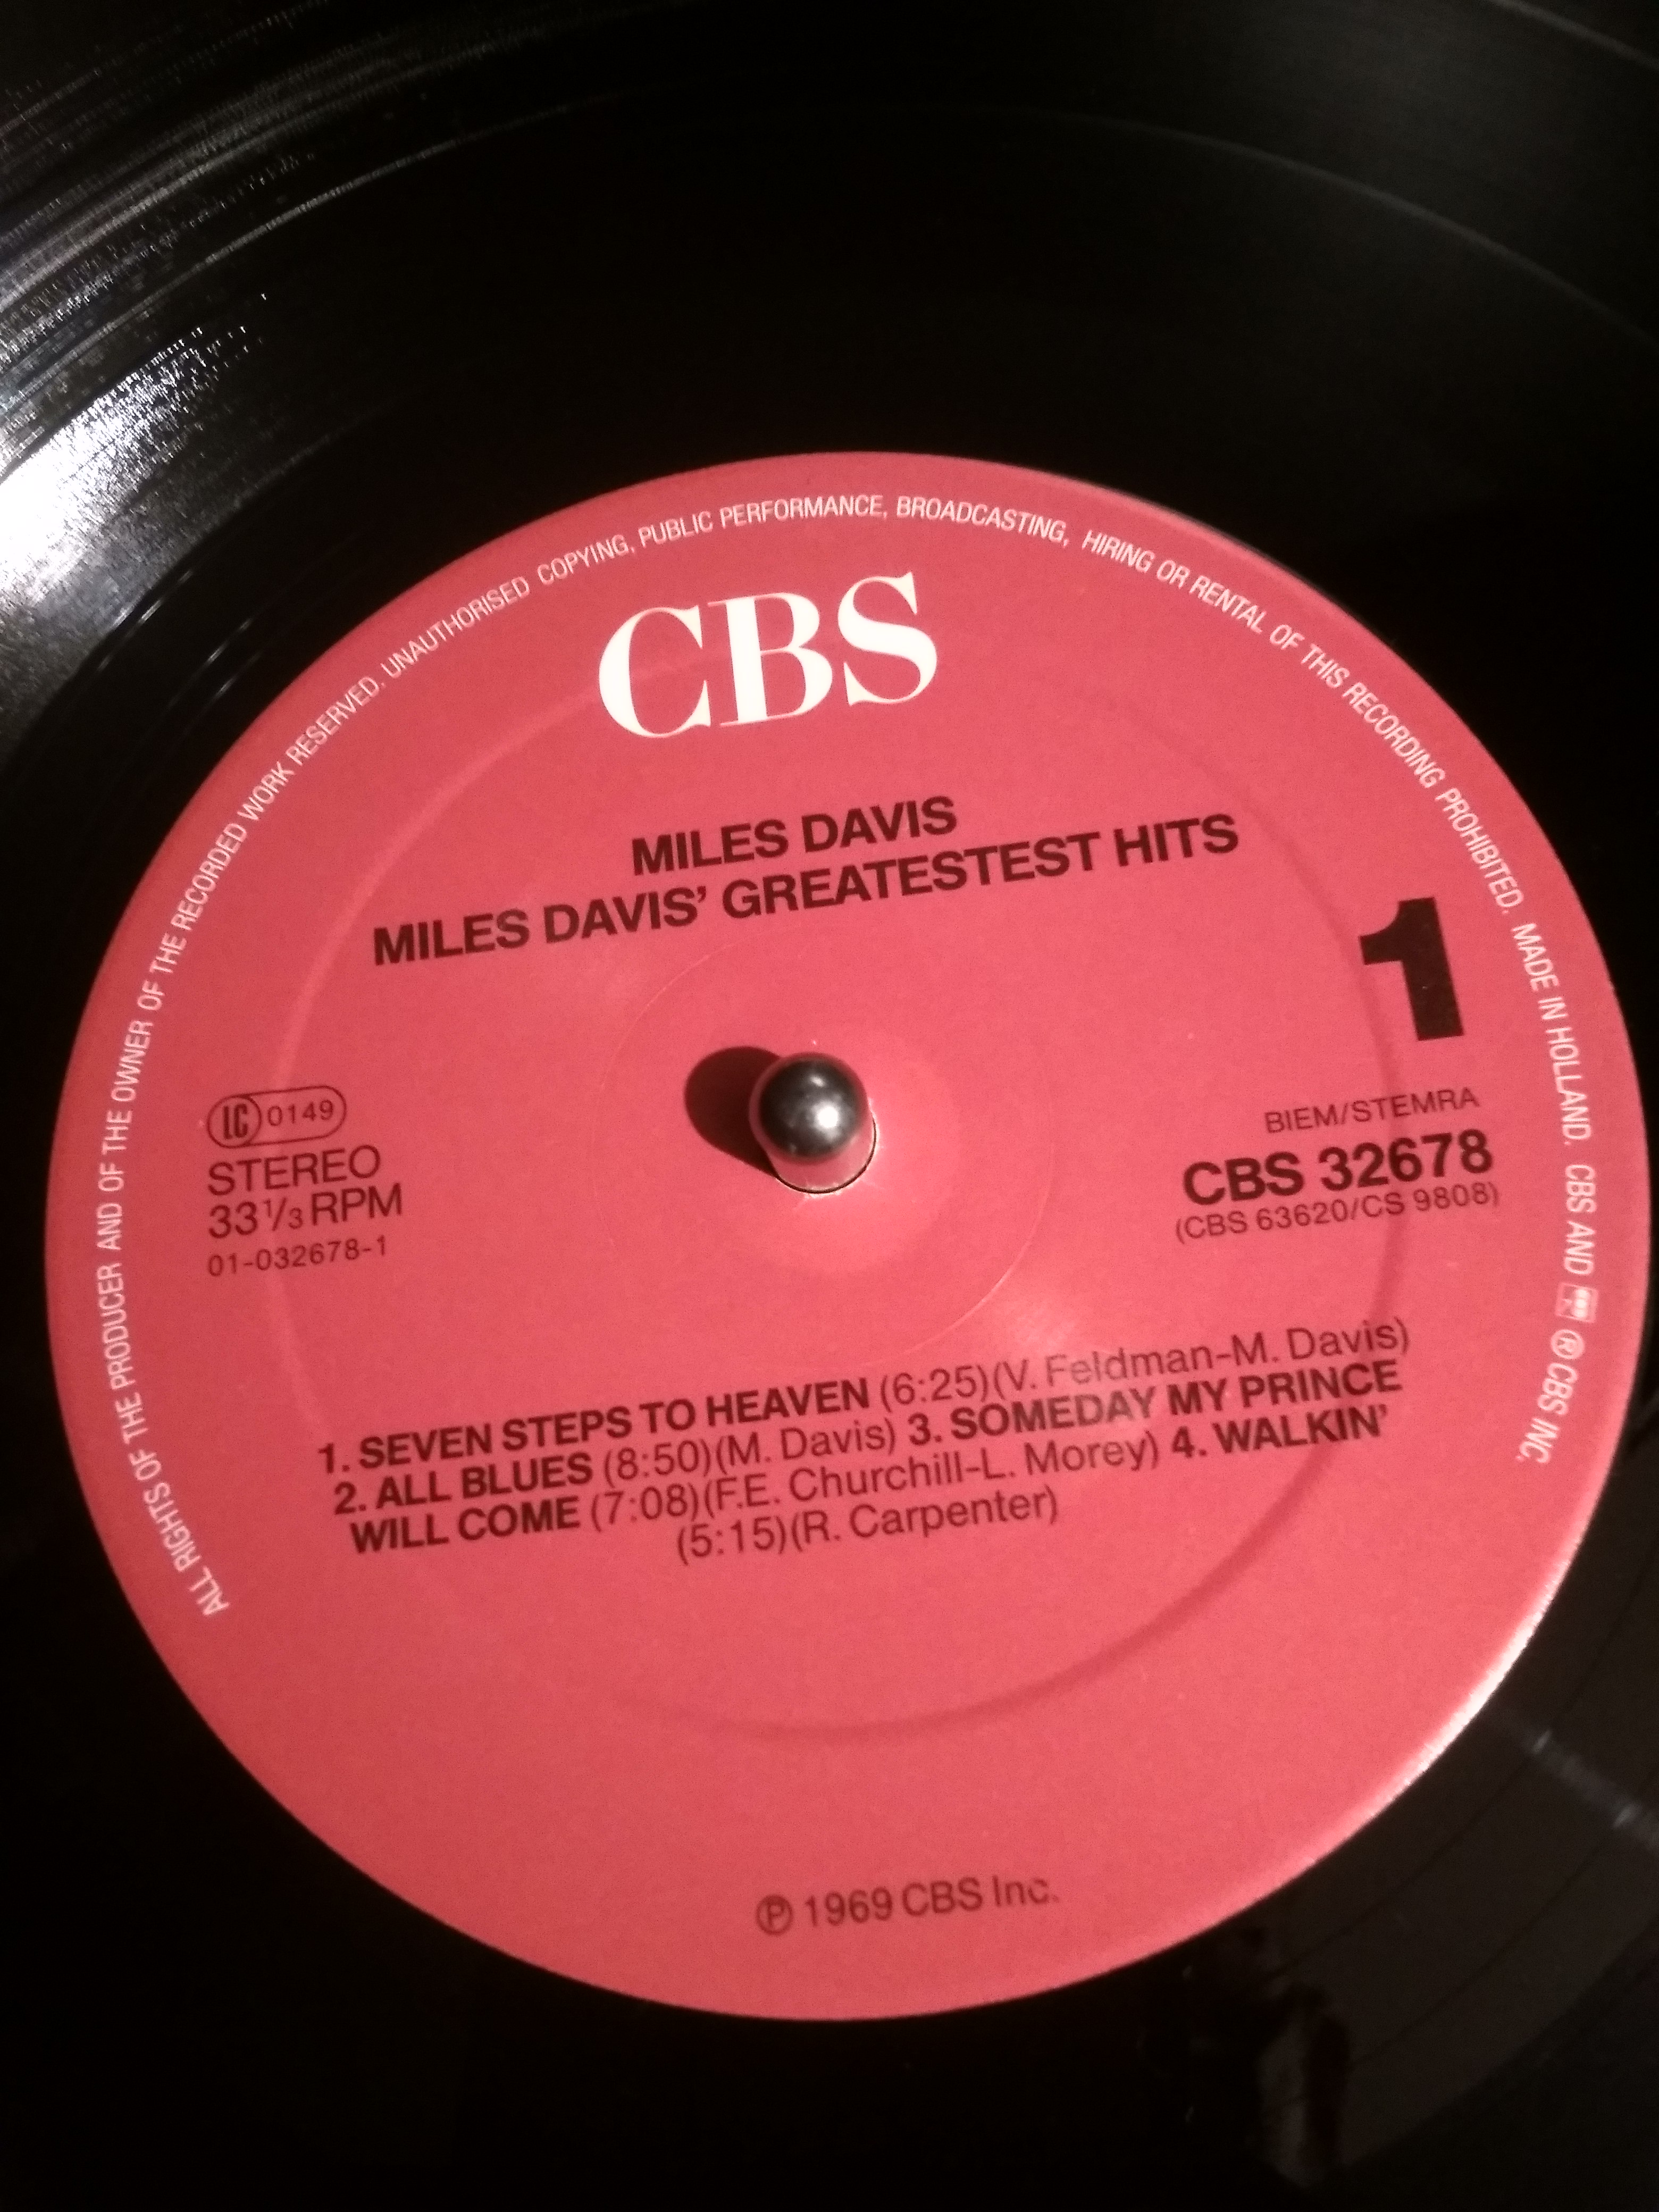 ALL RIGHTS OF THE PRODUCER AND OF THE OWNER OF THE RECORDED WORK RESERVED. UNAUTHORISED COPYING, PUBLIC PERFORMANCE, BROADCASTING, HIRING OR RENTAL OF THIS RECORDING PROHIBITED. MADE IN HOLLAND. CBS AND ® CBS INC.
CBS
MILES DAVIS
MILES DAVIS' GREATESTEST HITS
1
LC 0149
STEREO
33 1/3 RPM
01-032678-1
BIEM/STEMRA
CBS 32678
(CBS 63620/CS 9808)
1. SEVEN STEPS TO HEAVEN (6:25)(V. Feldman-M. Davis)
2. ALL BLUES (8:50)(M. Davis) 3. SOMEDAY MY PRINCE
WILL COME (7:08)(F.E. Churchill-L. Morey) 4. WALKIN'
(5:15)(R. Carpenter)
℗ 1969 CBS Inc.